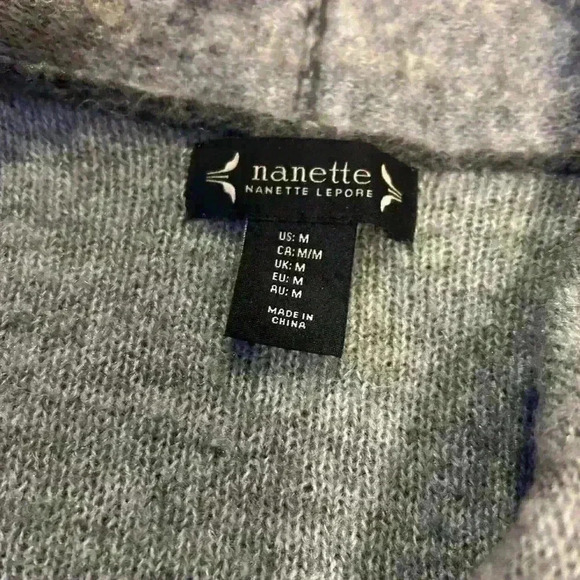 nanette
NANETTE LEPORE
US: M
CA: M/M
UK: M
EU: M
AU: M
MADE IN
CHINA